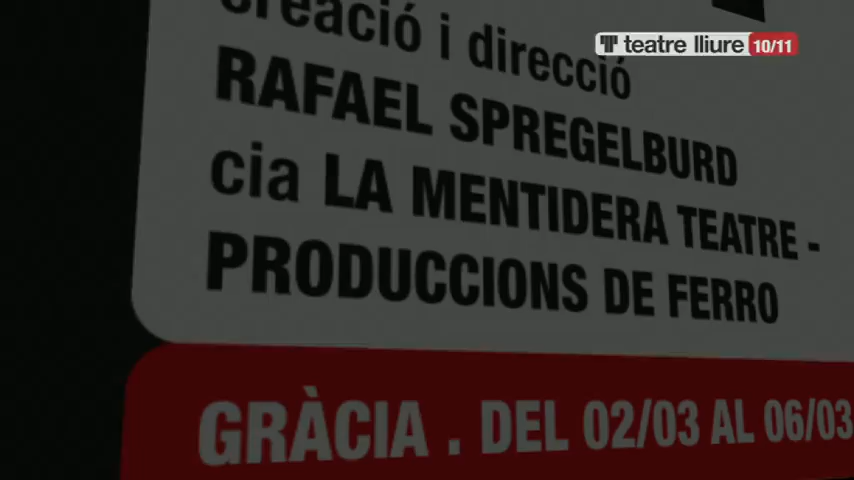 creació i direcció
teatre lliure 10/11
RAFAEL SPREGELBURD
cia LA MENTIDERA TEATRE -
PRODUCCIONS DE FERRO
GRÀCIA . DEL 02/03 AL 06/03